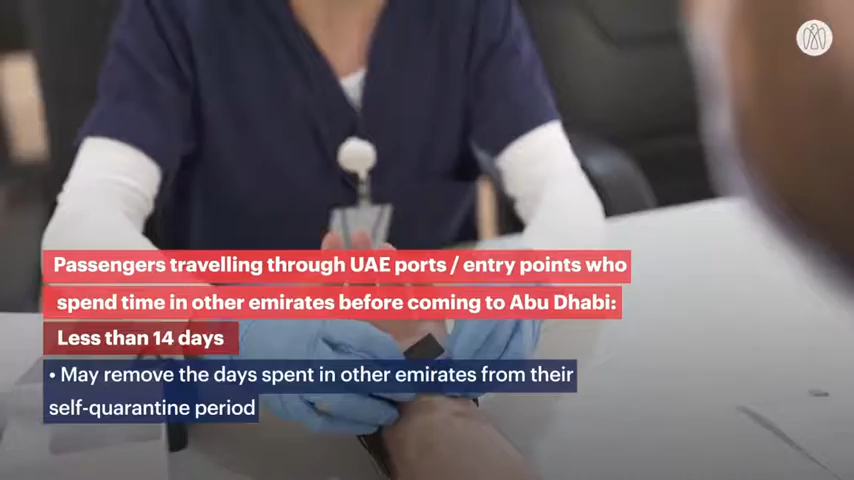 Passengers travelling through UAE ports / entry points who
spend time in other emirates before coming to Abu Dhabi:
Less than 14 days
• May remove the days spent in other emirates from their
self-quarantine period